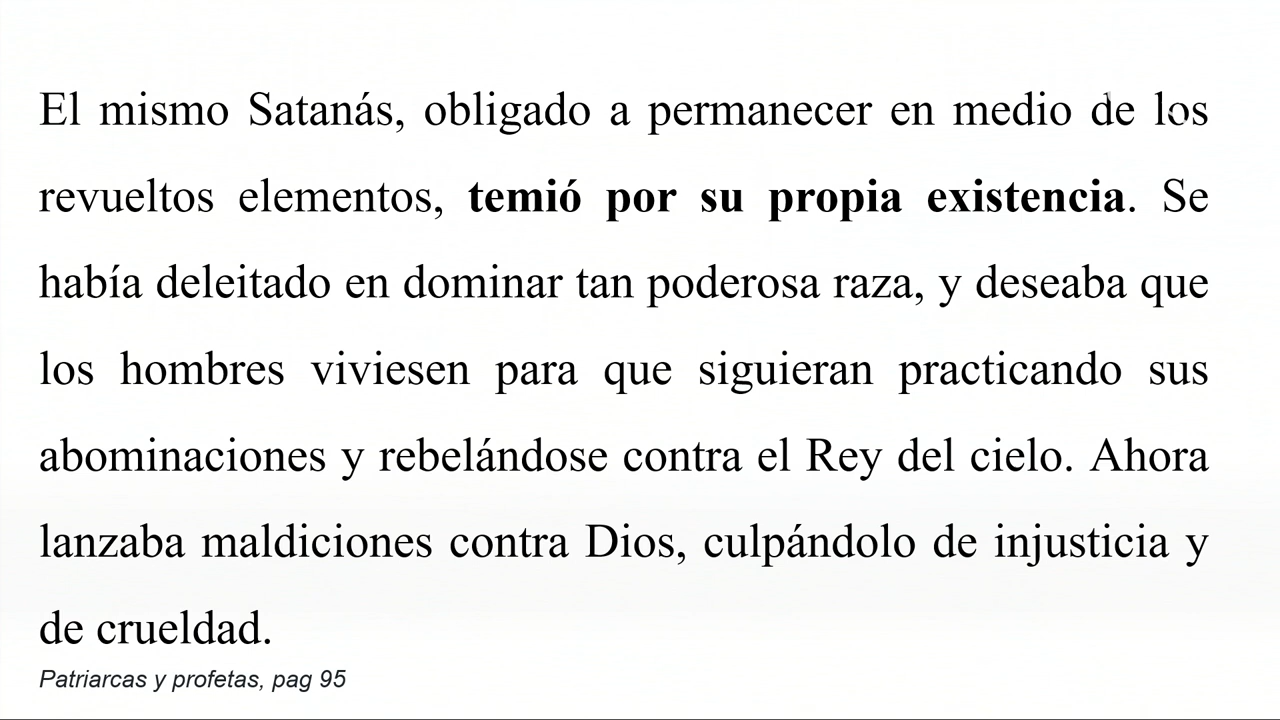 El mismo Satanás, obligado a permanecer en medio de los
revueltos elementos, temió por su propia existencia. Se
había deleitado en dominar tan poderosa raza, y deseaba que
los hombres viviesen para que siguieran practicando sus
abominaciones y rebelándose contra el Rey del cielo. Ahora
lanzaba maldiciones contra Dios, culpándolo de injusticia y
de crueldad.
Patriarcas y profetas, pag 95